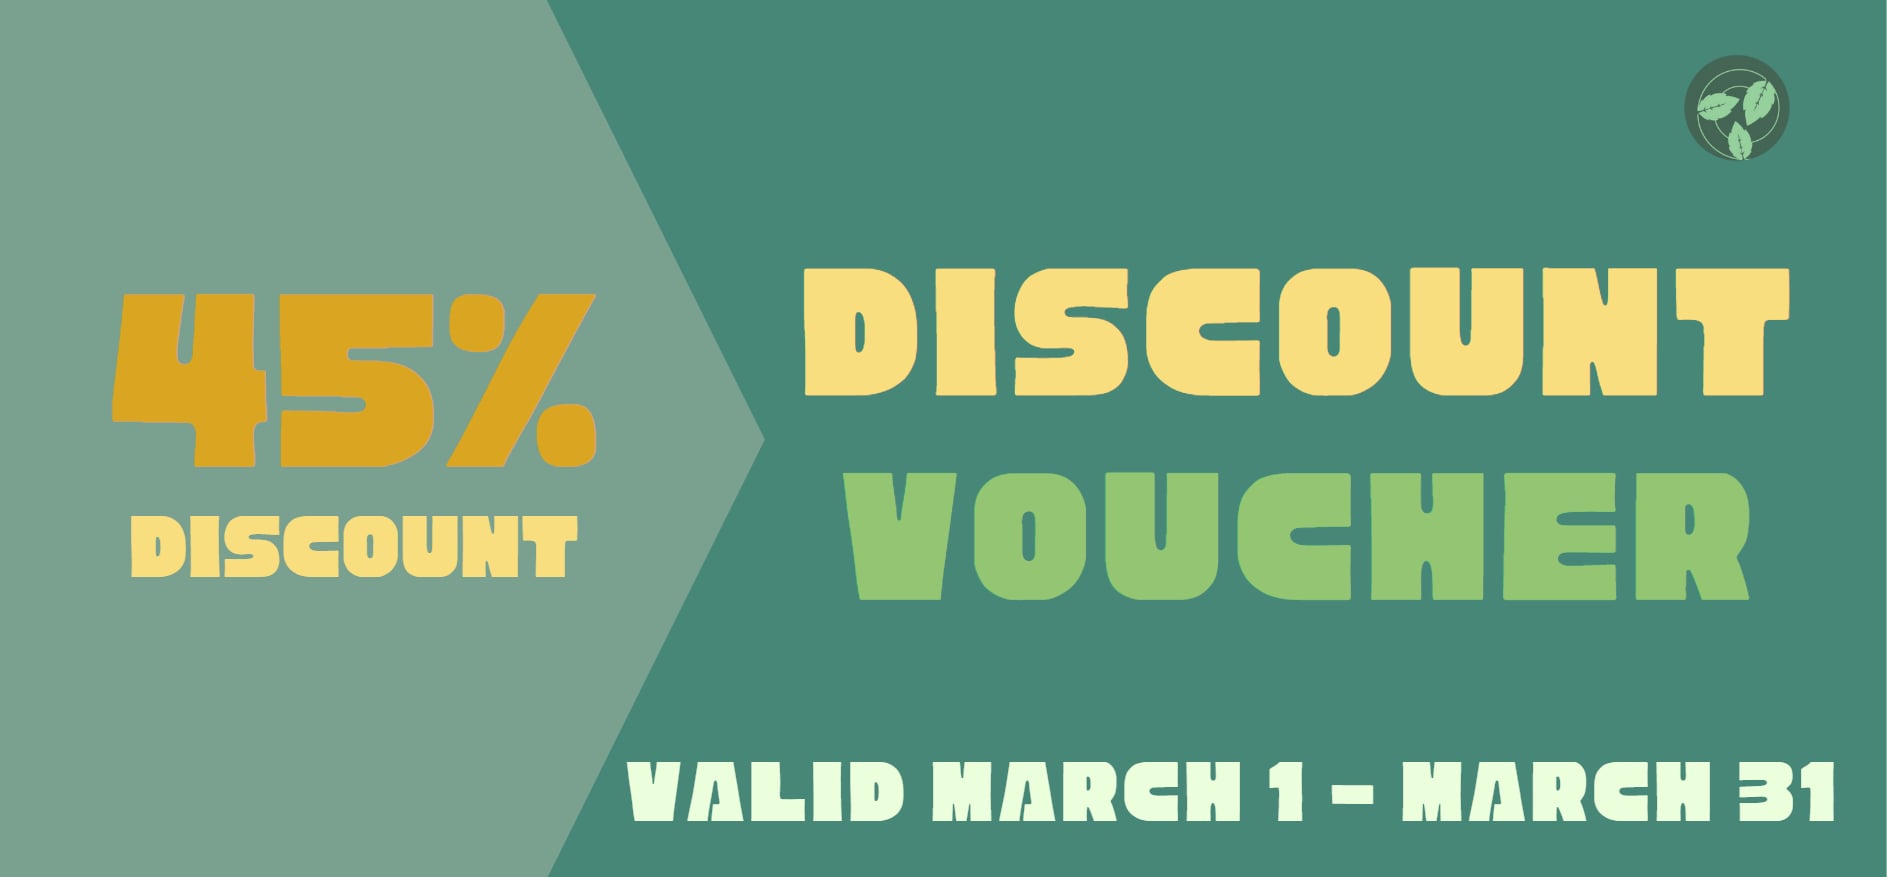 45%
DISCOUNT
DISCOUNT
VOUCHER
VALID MARCH 1 - MARCH 31